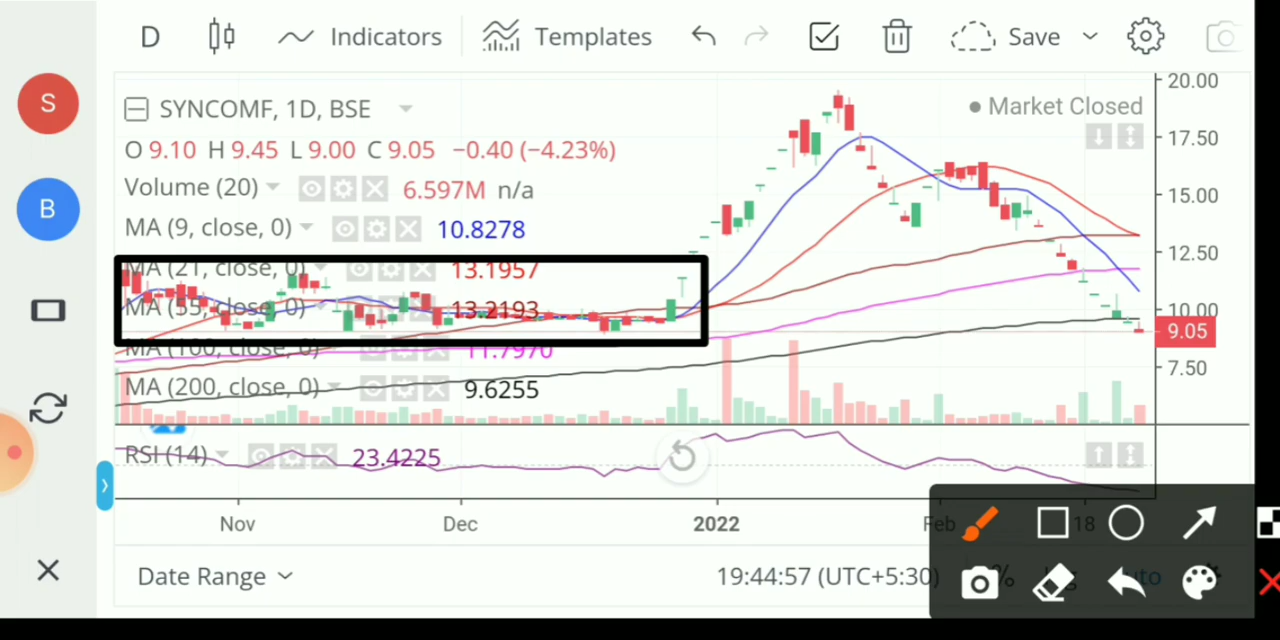 D Indicators Templates Save
S
SYNCOMF, 1D, BSE
Market Closed
O 9.10 H 9.45 L 9.00 C 9.05 −0.40 (−4.23%)
Volume (20) 6.597M n/a
B
MA (9, close, 0) 10.8278
MA (21, close, 0) 13.1957
MA (55, close, 0) 13.2193
MA (100, close, 0) 11.7970
MA (200, close, 0) 9.6255
RSI (14) 23.4225
20.00
17.50
15.00
12.50
10.00
9.05
7.50
Nov Dec 2022 Feb 18
Date Range 19:44:57 (UTC+5:30) %